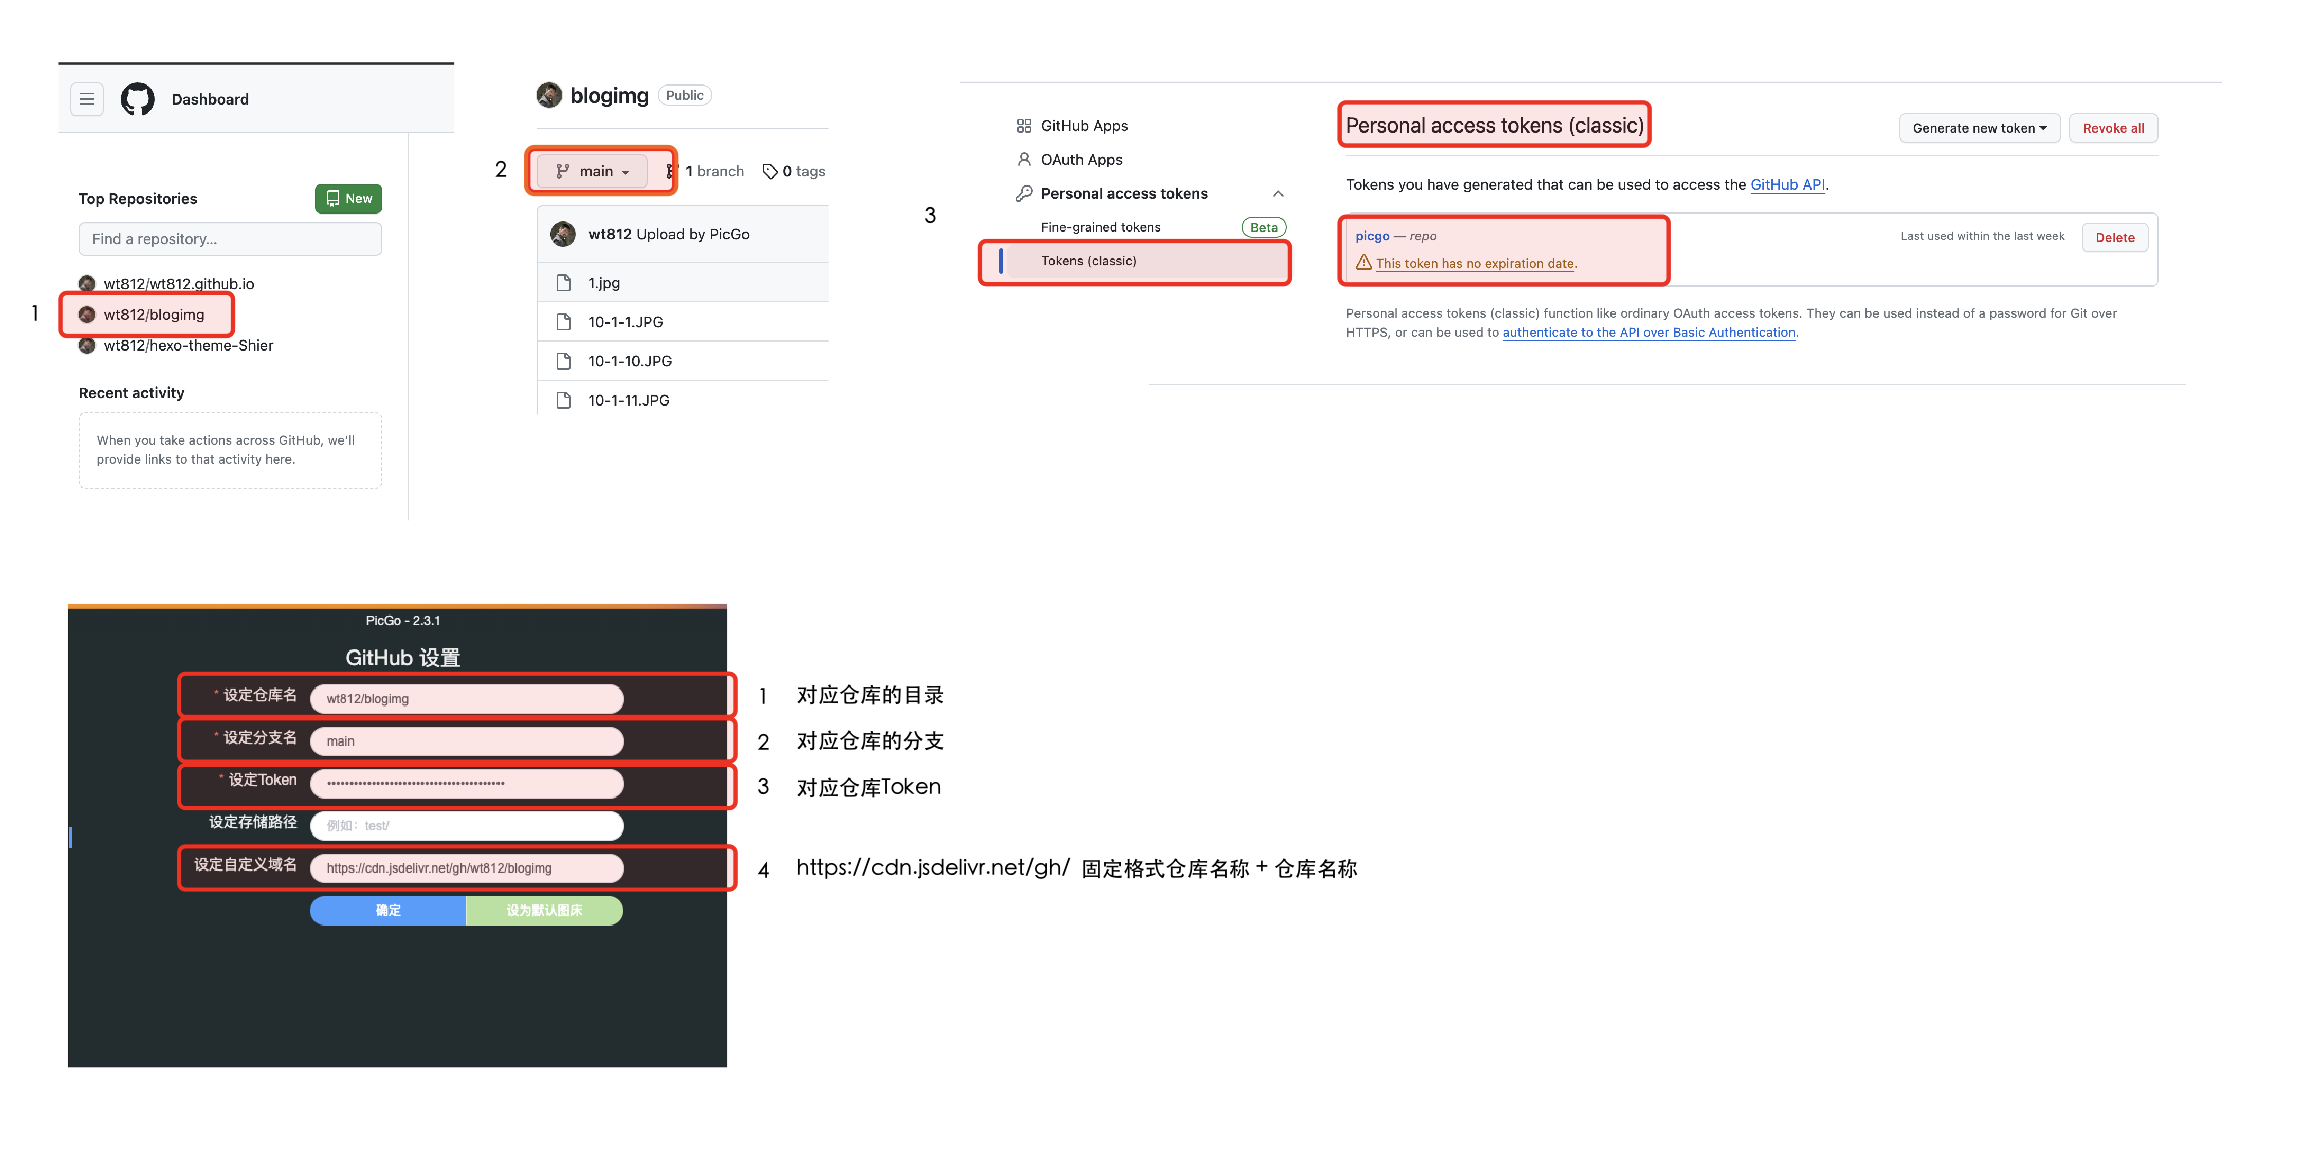 Dashboard
Top Repositories
New
Find a repository...
wt812/wt812.github.io
1
wt812/blogimg
wt812/hexo-theme-Shier
Recent activity
When you take actions across GitHub, we'll
provide links to that activity here.
blogimg Public
2
main
1 branch
0 tags
wt812 Upload by PicGo
1.jpg
10-1-1.JPG
10-1-10.JPG
10-1-11.JPG
3
GitHub Apps
OAuth Apps
Personal access tokens
Fine-grained tokens Beta
Tokens (classic)
Personal access tokens (classic)
Generate new token
Revoke all
Tokens you have generated that can be used to access the GitHub API.
picgo — repo
Last used within the last week
Delete
This token has no expiration date.
Personal access tokens (classic) function like ordinary OAuth access tokens. They can be used instead of a password for Git over
HTTPS, or can be used to authenticate to the API over Basic Authentication.
PicGo - 2.3.1
GitHub 设置
* 设定仓库名 wt812/blogimg
* 设定分支名 main
* 设定Token
设定存储路径 例如：test/
设定自定义域名 https://cdn.jsdelivr.net/gh/wt812/blogimg
确定 设为默认图床
1 对应仓库的目录
2 对应仓库的分支
3 对应仓库Token
4 https://cdn.jsdelivr.net/gh/ 固定格式仓库名称 + 仓库名称